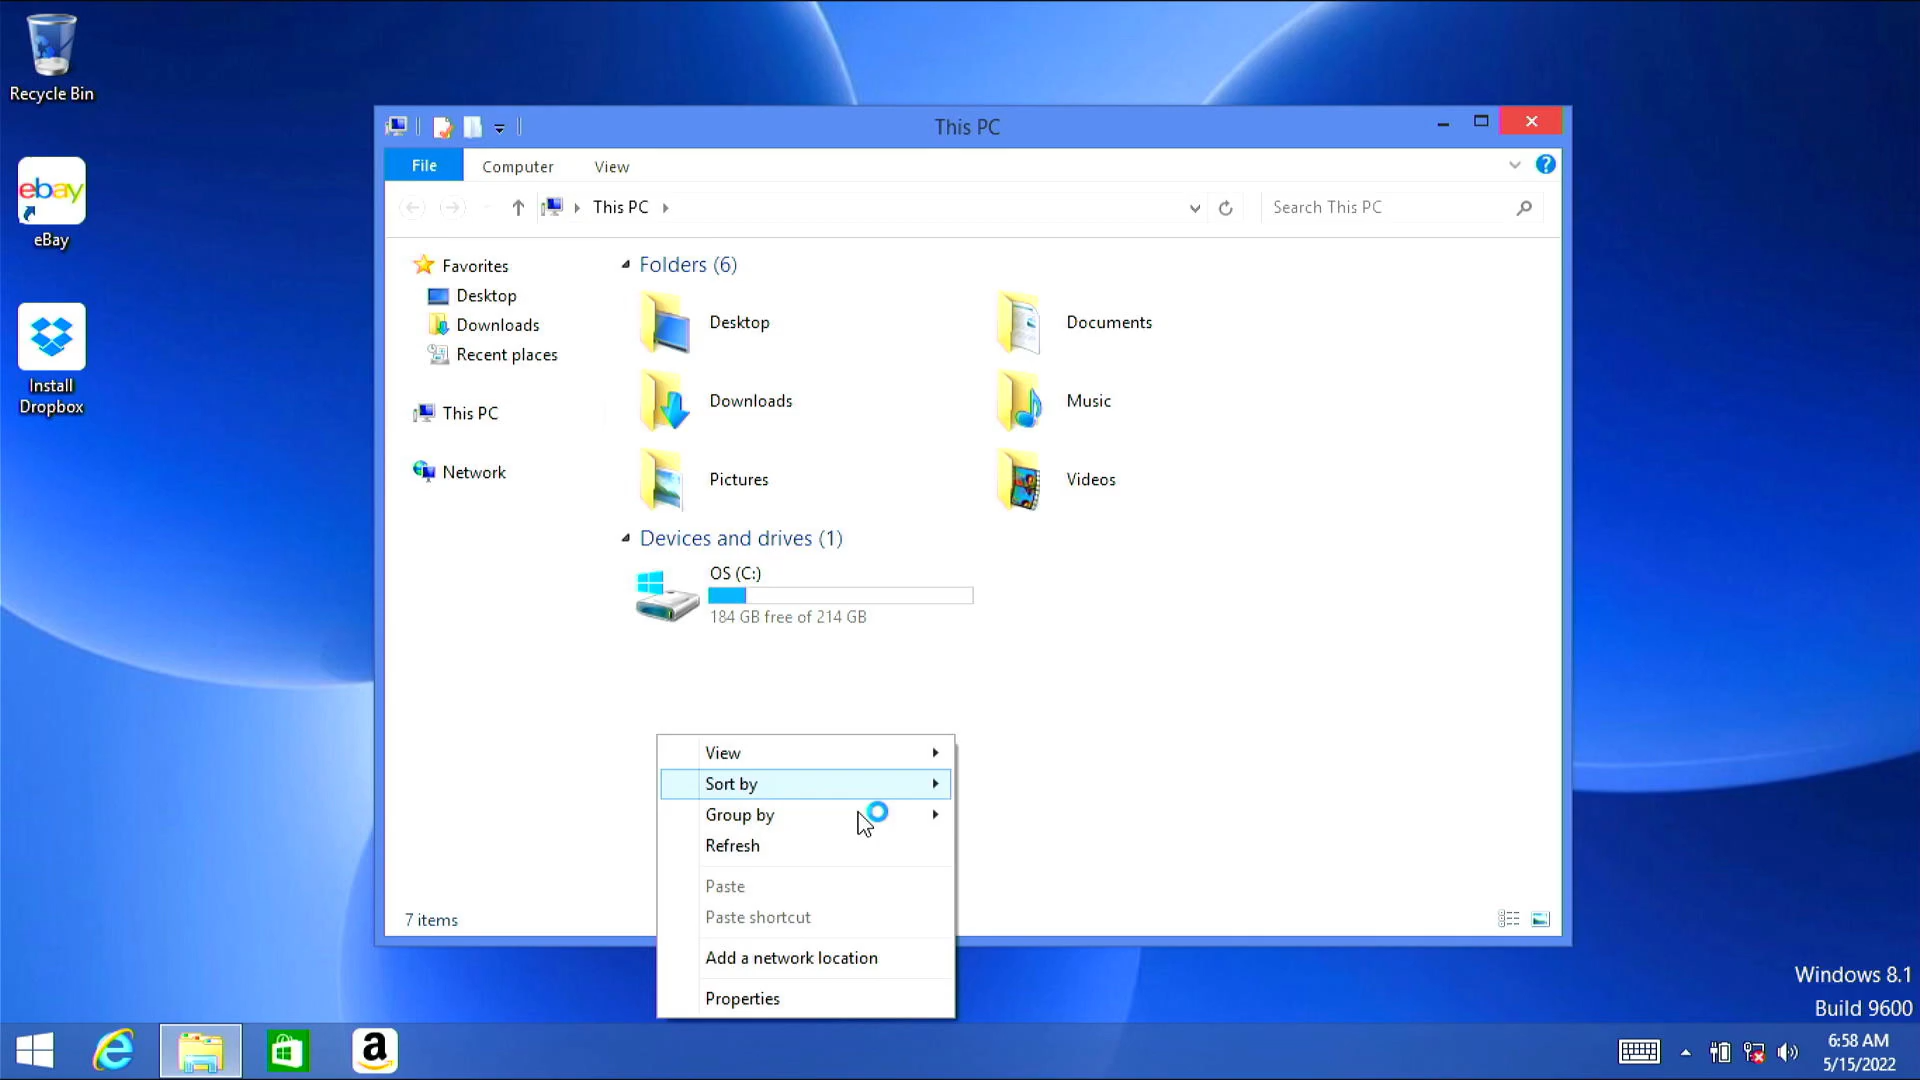 Recycle Bin
ebay
eBay
Install
Dropbox
This PC
File
Computer
View
This PC
Search This PC
Favorites
Desktop
Downloads
Recent places
This PC
Network
Folders (6)
Desktop
Documents
Downloads
Music
Pictures
Videos
Devices and drives (1)
OS (C:)
184 GB free of 214 GB
View
Sort by
Group by
Refresh
Paste
Paste shortcut
Add a network location
Properties
7 items
Windows 8.1
Build 9600
a
6:58 AM
5/15/2022